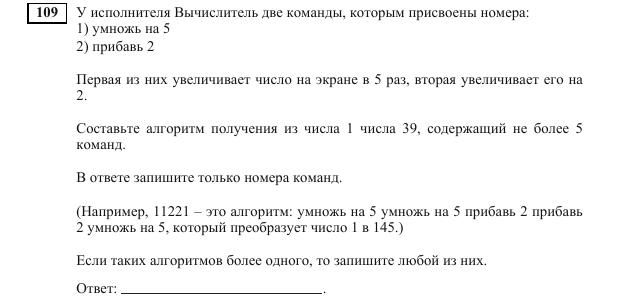 109 У исполнителя Вычислитель две команды, которым присвоены номера:
1) умножь на 5
2) прибавь 2
Первая из них увеличивает число на экране в 5 раз, вторая увеличивает его на
2.
Составьте алгоритм получения из числа 1 числа 39, содержащий не более 5
команд.
В ответе запишите только номера команд.
(Например, 11221 – это алгоритм: умножь на 5 умножь на 5 прибавь 2 прибавь
2 умножь на 5, который преобразует число 1 в 145.)
Если таких алгоритмов более одного, то запишите любой из них.
Ответ: ____________________________.